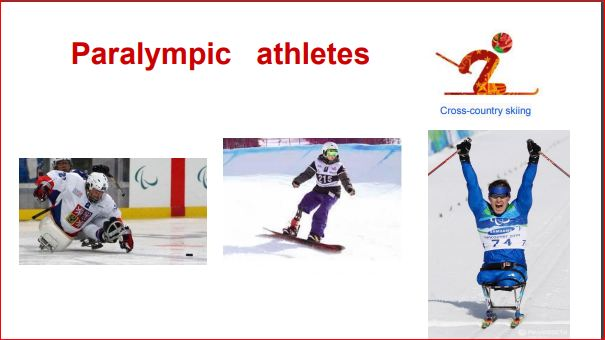 Paralympic   athletes
Cross-country skiing
215
74